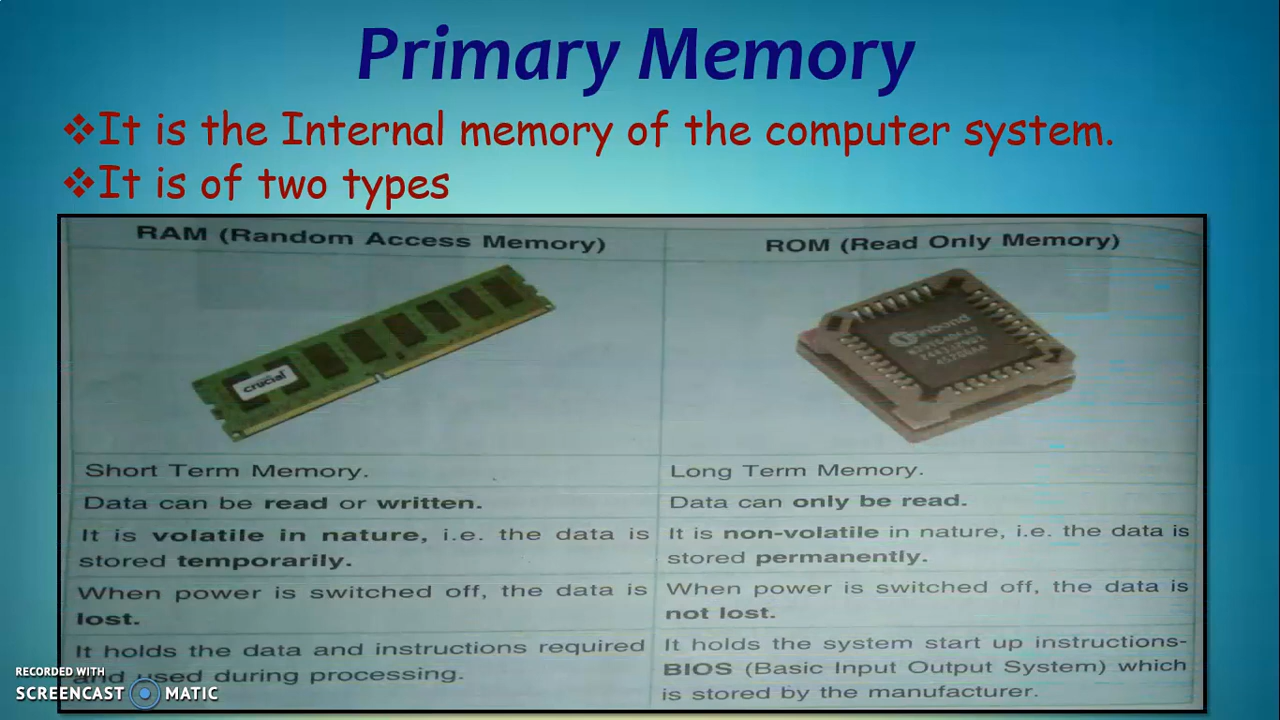 Primary Memory
❖It is the Internal memory of the computer system.
❖It is of two types
RAM (Random Access Memory)
ROM (Read Only Memory)
crucial
winbond
Short Term Memory.
Long Term Memory.
Data can be read or written.
Data can only be read.
It is volatile in nature, i.e. the data is
stored temporarily.
It is non-volatile in nature, i.e. the data is
stored permanently.
When power is switched off, the data is
lost.
When power is switched off, the data is
not lost.
It holds the data and instructions required
and used during processing.
It holds the system start up instructions-
BIOS (Basic Input Output System) which
is stored by the manufacturer.
RECORDED WITH
SCREENCAST MATIC